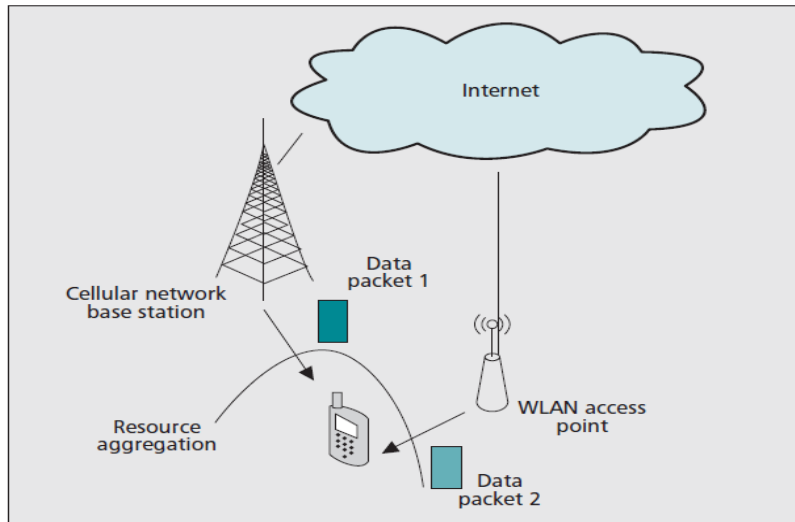 Internet
Data
packet 1
Cellular network
base station
Resource
aggregation
WLAN access
point
Data
packet 2